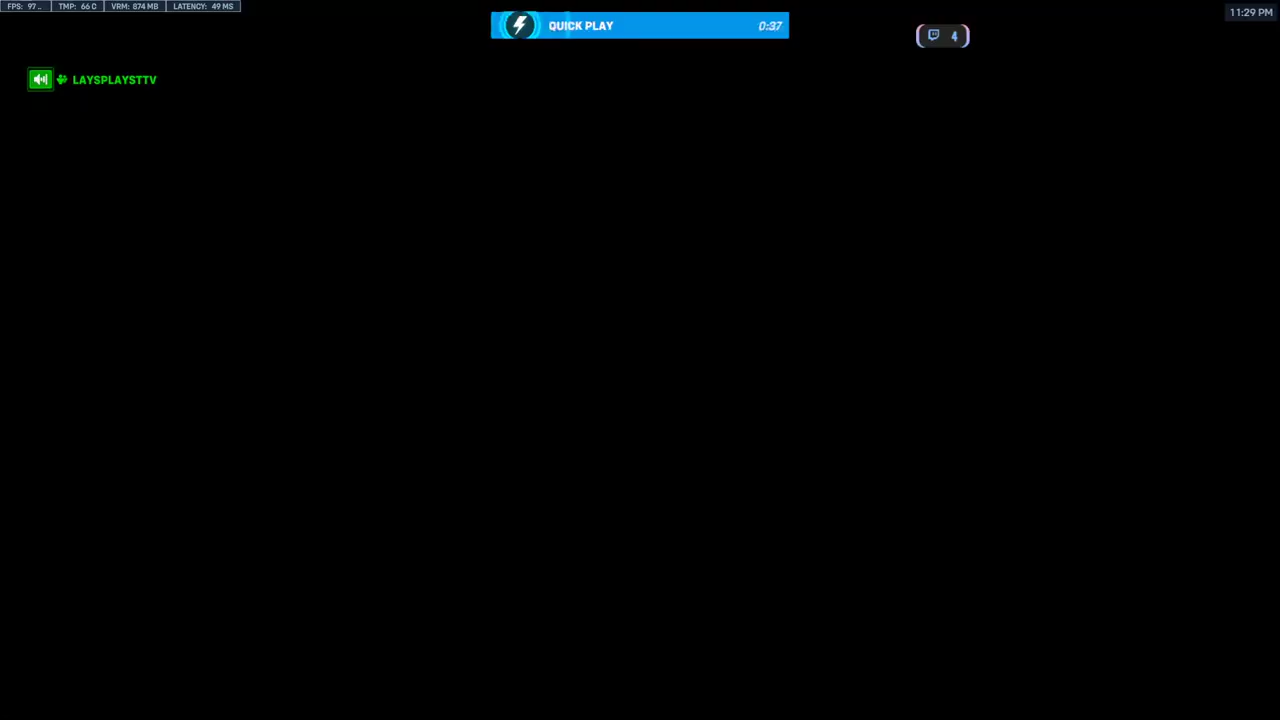 FPS: 97 .. TMP: 66 C VRM: 874 MB LATENCY: 49 MS
11:29 PM
QUICK PLAY 0:37
4
LAYSPLAYSTTV